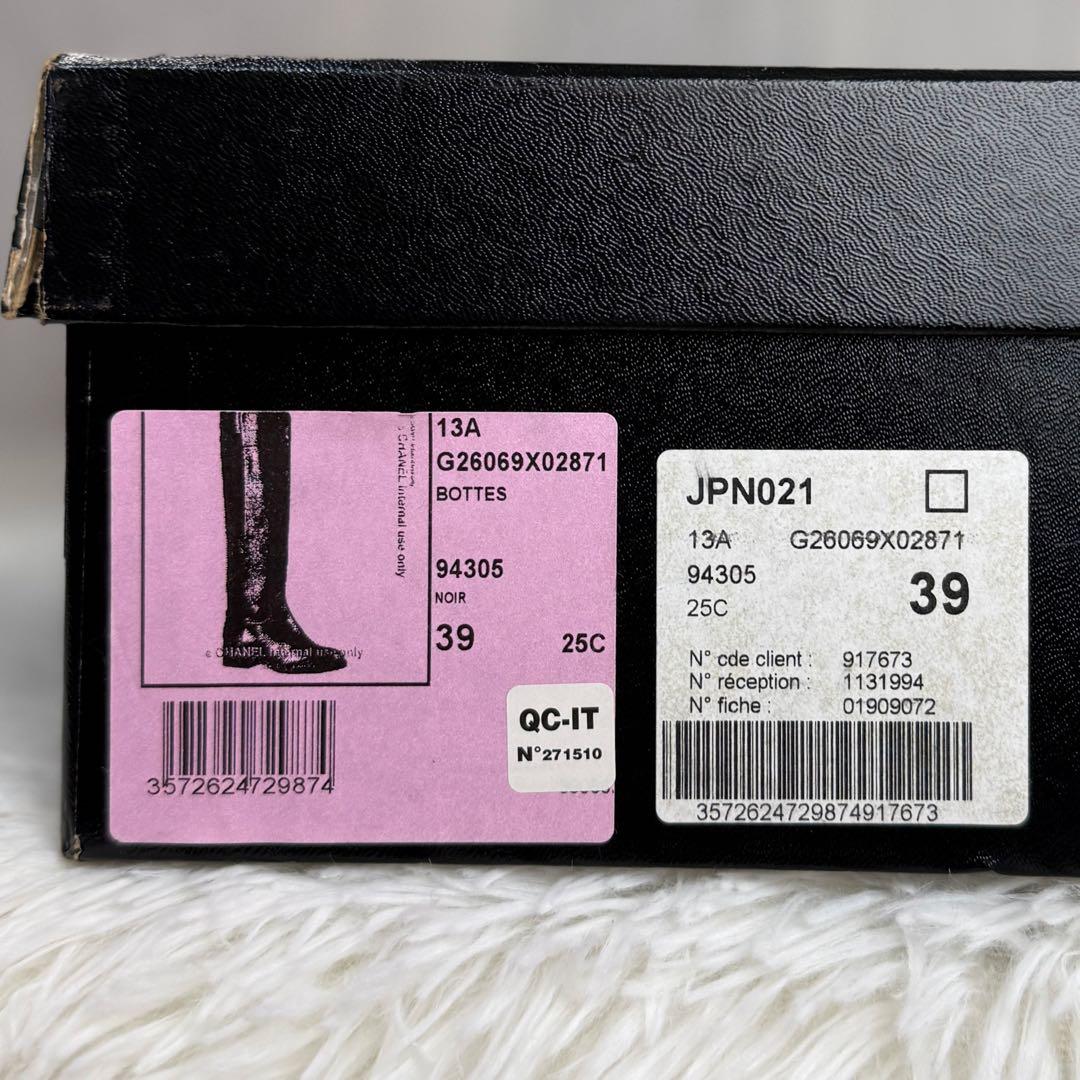 13A
G26069X02871
BOTTES
94305
NOIR
39 25C
CHANEL internal use only
© CHANEL internal use only
3572624729874
QC-IT
N°271510
JPN021
13A G26069X02871
94305 39
25C
N° cde client : 917673
N° réception : 1131994
N° fiche : 01909072
3572624729874917673